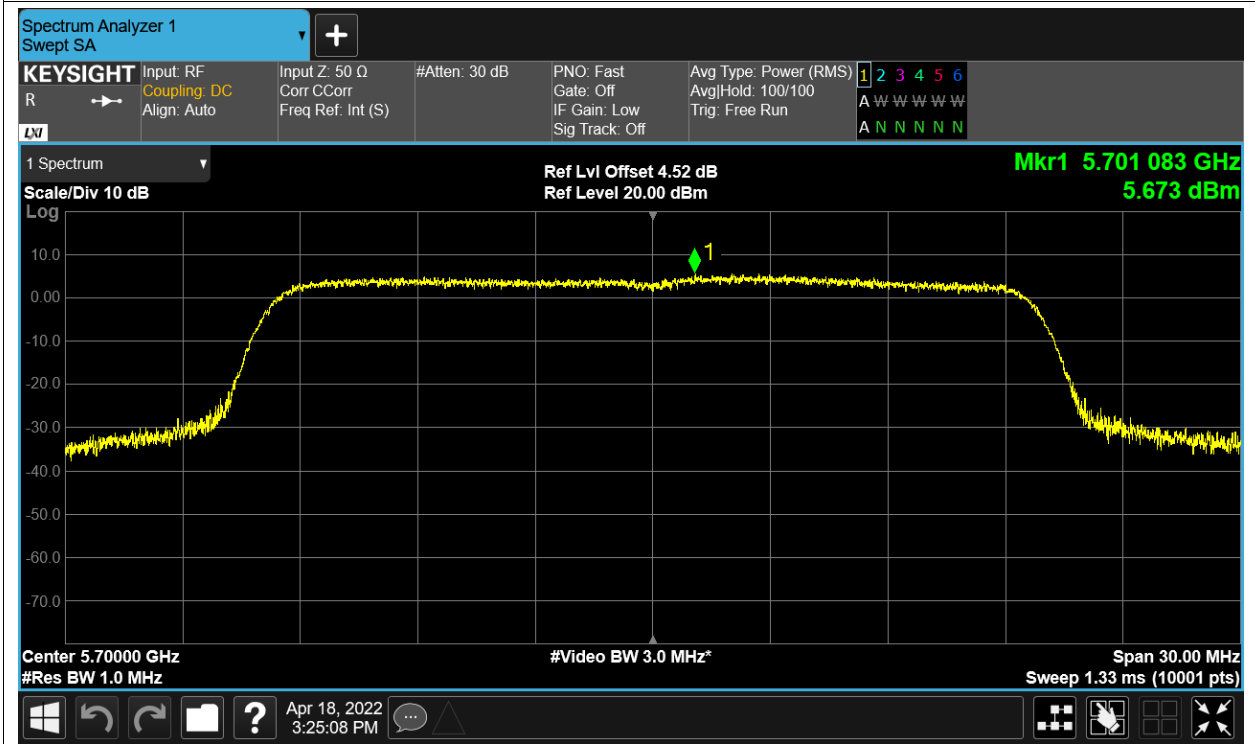 Spectrum Analyzer 1
Swept SA
▼
+
KEYSIGHT
R
LXI
Input: RF
Coupling: DC
Align: Auto
Input Z: 50 Ω
Corr CCorr
Freq Ref: Int (S)
#Atten: 30 dB
PNO: Fast
Gate: Off
IF Gain: Low
Sig Track: Off
Avg Type: Power (RMS)
Avg|Hold: 100/100
Trig: Free Run
1 2 3 4 5 6
A W W W W W
A N N N N N
1 Spectrum ▼
Scale/Div 10 dB
Log
Ref Lvl Offset 4.52 dB
Ref Level 20.00 dBm
Mkr1 5.701 083 GHz
5.673 dBm
1
10.0
0.00
-10.0
-20.0
-30.0
-40.0
-50.0
-60.0
-70.0
Center 5.70000 GHz
#Res BW 1.0 MHz
#Video BW 3.0 MHz*
Span 30.00 MHz
Sweep 1.33 ms (10001 pts)
?
Apr 18, 2022
3:25:08 PM